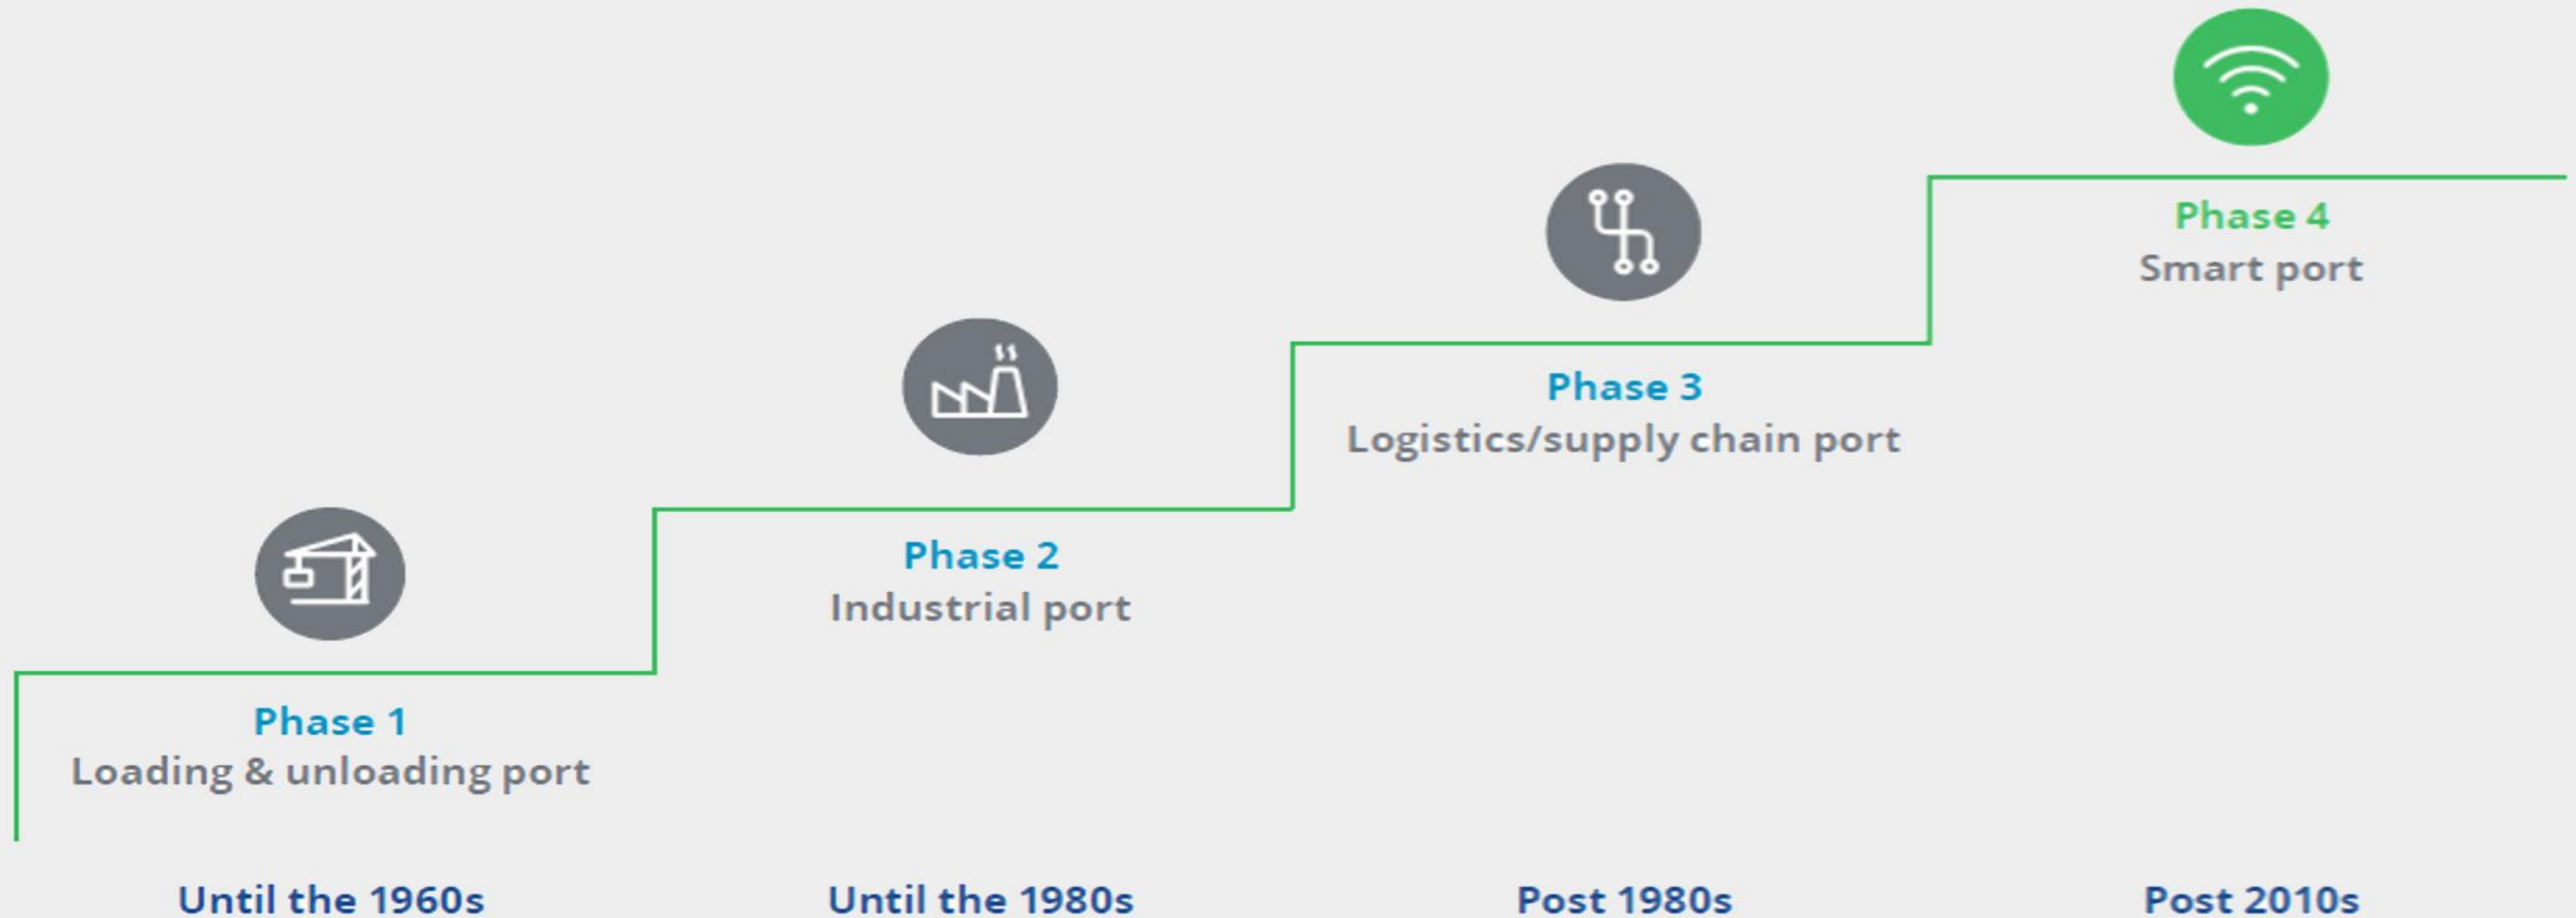 Phase 1
Loading & unloading port
Until the 1960s
Phase 2
Industrial port
Until the 1980s
Phase 3
Logistics/supply chain port
Post 1980s
Phase 4
Smart port
Post 2010s